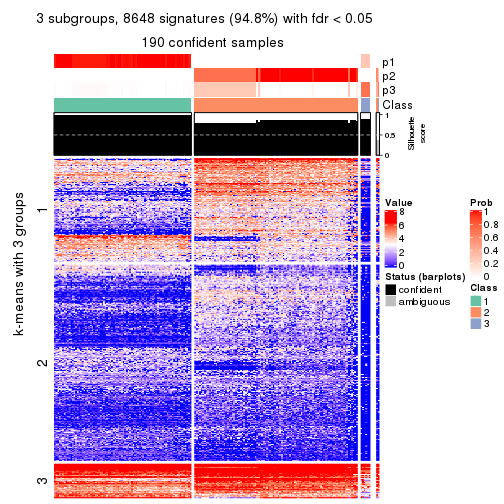 3 subgroups, 8648 signatures (94.8%) with fdr < 0.05
190 confident samples
p1
p2
p3
Class
1
0.5
0
Silhouette
score
k-means with 3 groups
1
2
3
Value
8
6
4
2
0
Status (barplots)
confident
ambiguous
Prob
1
0.8
0.6
0.4
0.2
0
Class
1
2
3